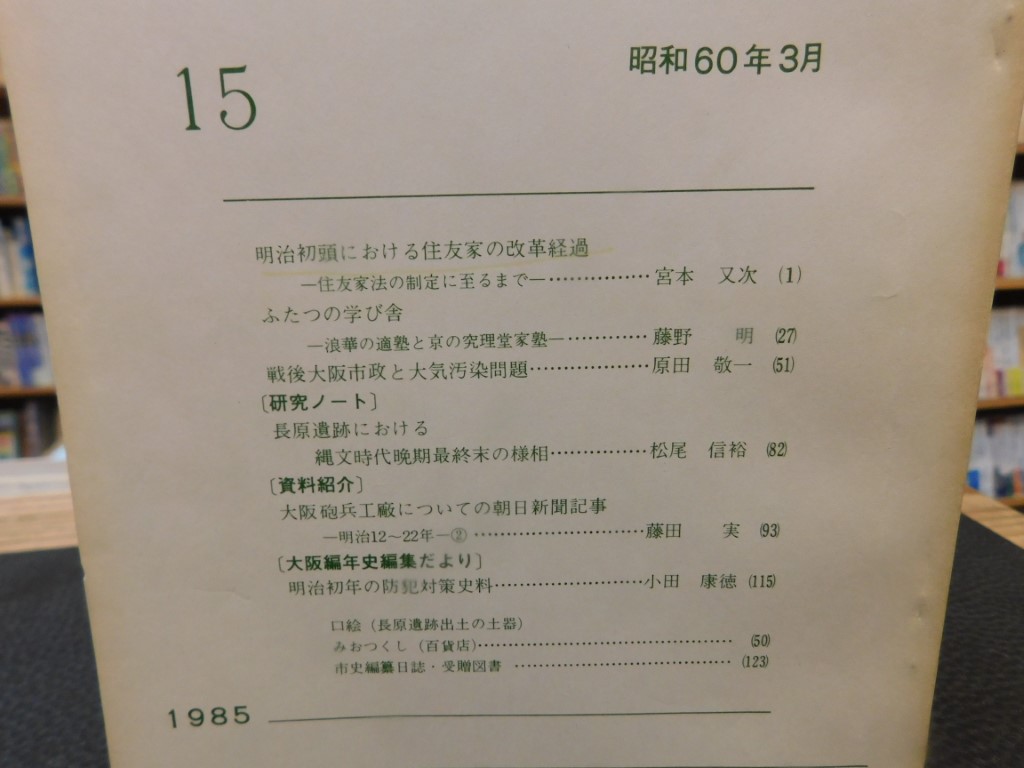 15
昭和60年3月
明治初頭における住友家の改革経過
―住友家法の制定に至るまで―……………宮本 又次 (1)
ふたつの学び舎
―浪華の適塾と京の究理堂家塾―…………藤野 明 (27)
戦後大阪市政と大気汚染問題………………原田 敬一 (51)
〔研究ノート〕
長原遺跡における
縄文時代晩期最終末の様相……………松尾 信裕 (82)
〔資料紹介〕
大阪砲兵工廠についての朝日新聞記事
―明治12～22年―②……………………藤田 実 (93)
〔大阪編年史編集だより〕
明治初年の防犯対策史料……………………小田 康徳 (115)
口絵（長原遺跡出土の土器）
みおつくし（百貨店）……………………………… (50)
市史編纂日誌・受贈図書 ………………………… (123)
1985